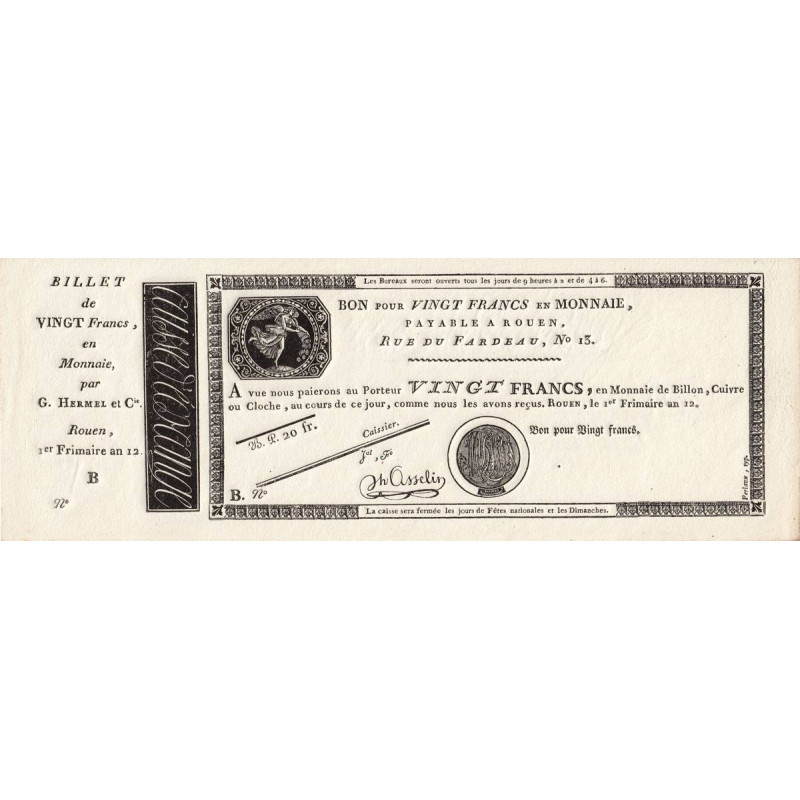 BILLET
de
VINGT Francs,
en
Monnaie,
par
G. HERMEL et Cie.
Rouen,
1er Frimaire an 12.
B
No
Les Bureaux seront ouverts tous les jours de 9 heures à 2 et de 4 à 6.
BON POUR VINGT FRANCS EN MONNAIE,
PAYABLE A ROUEN,
RUE DU FARDEAU, No 13.
A vue nous paierons au Porteur VINGT FRANCS, en Monnaie de Billon, Cuivre
ou Cloche, au cours de ce jour, comme nous les avons reçus. ROUEN, le 1er Frimaire an 12.
B. P. 20 fr.
Caissier.
Jal, Fo
Jh Asselin
Bon pour Vingt francs.
B. No
La caisse sera fermée les jours de Fêtes nationales et les Dimanches.